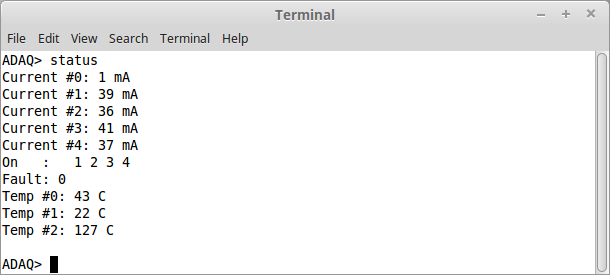 Terminal
File Edit View Search Terminal Help
ADAQ> status
Current #0: 1 mA
Current #1: 39 mA
Current #2: 36 mA
Current #3: 41 mA
Current #4: 37 mA
On   :   1 2 3 4
Fault: 0
Temp #0: 43 C
Temp #1: 22 C
Temp #2: 127 C
ADAQ>